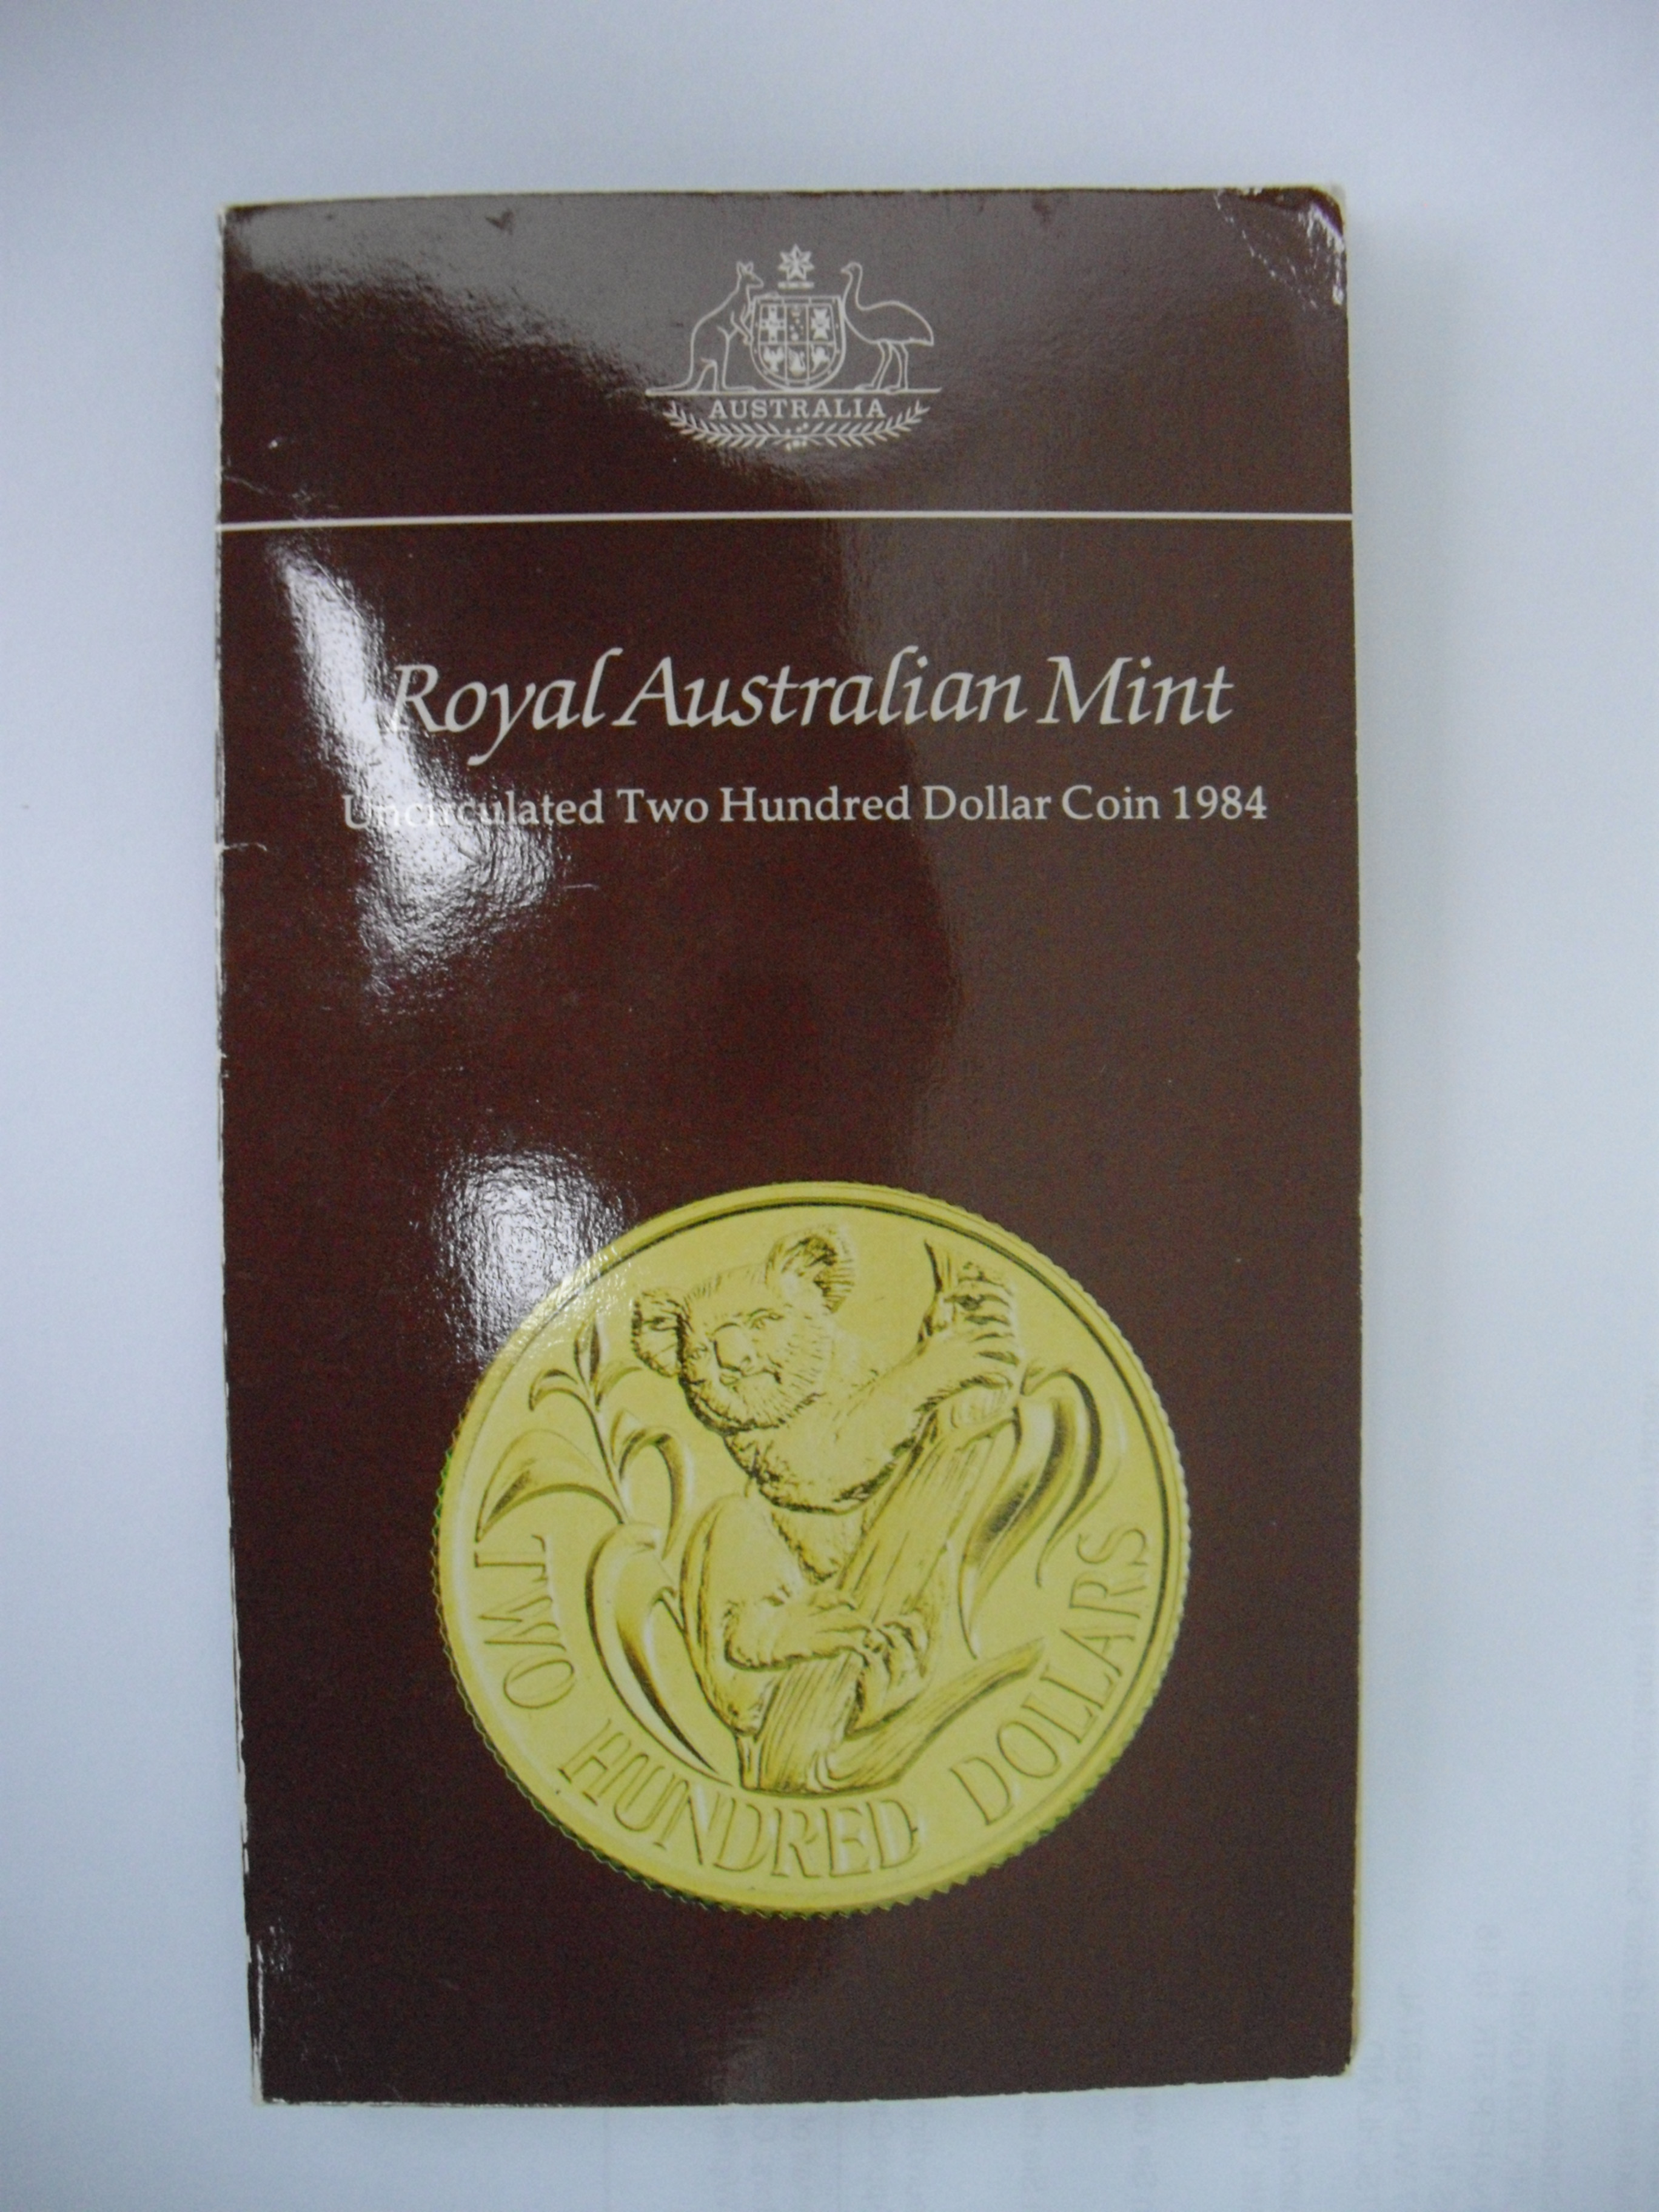 AUSTRALIA
Royal Australian Mint
Uncirculated Two Hundred Dollar Coin 1984
TWO HUNDRED DOLLARS